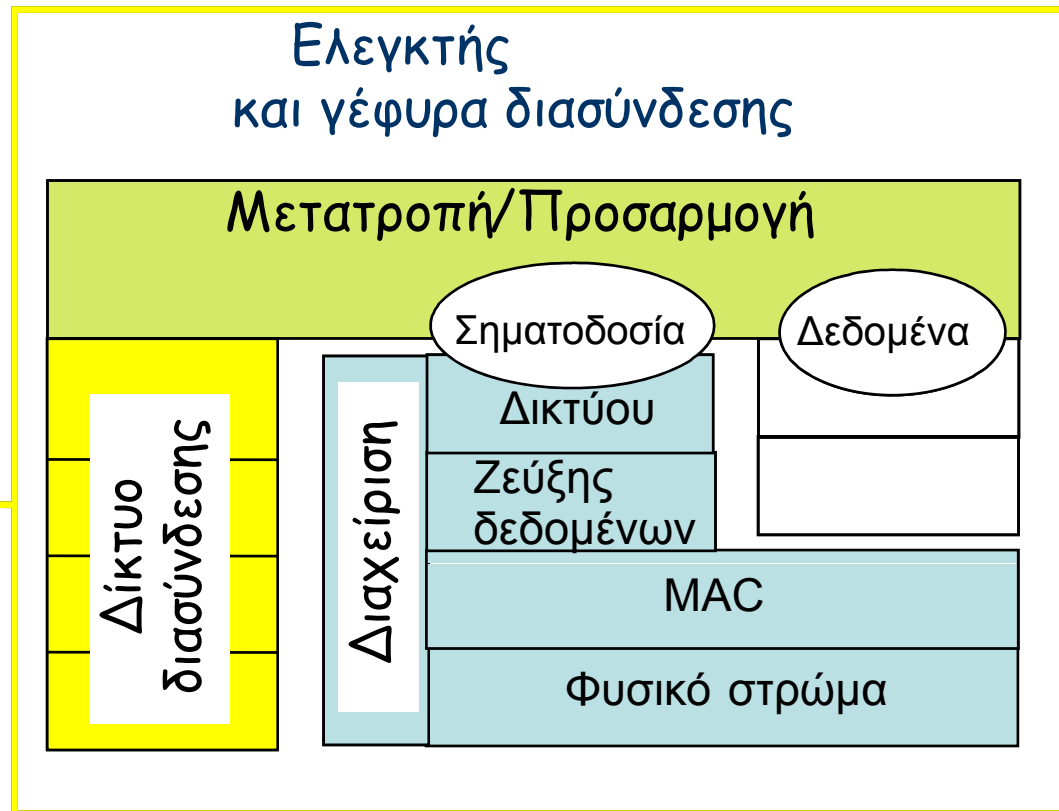 Ελεγκτής
και γέφυρα διασύνδεσης
Μετατροπή/Προσαρμογή
Σηματοδοσία
Δεδομένα
Δικτύου
Ζεύξης
δεδομένων
MAC
Φυσικό στρώμα
Διαχείριση
Δίκτυο
διασύνδεσης